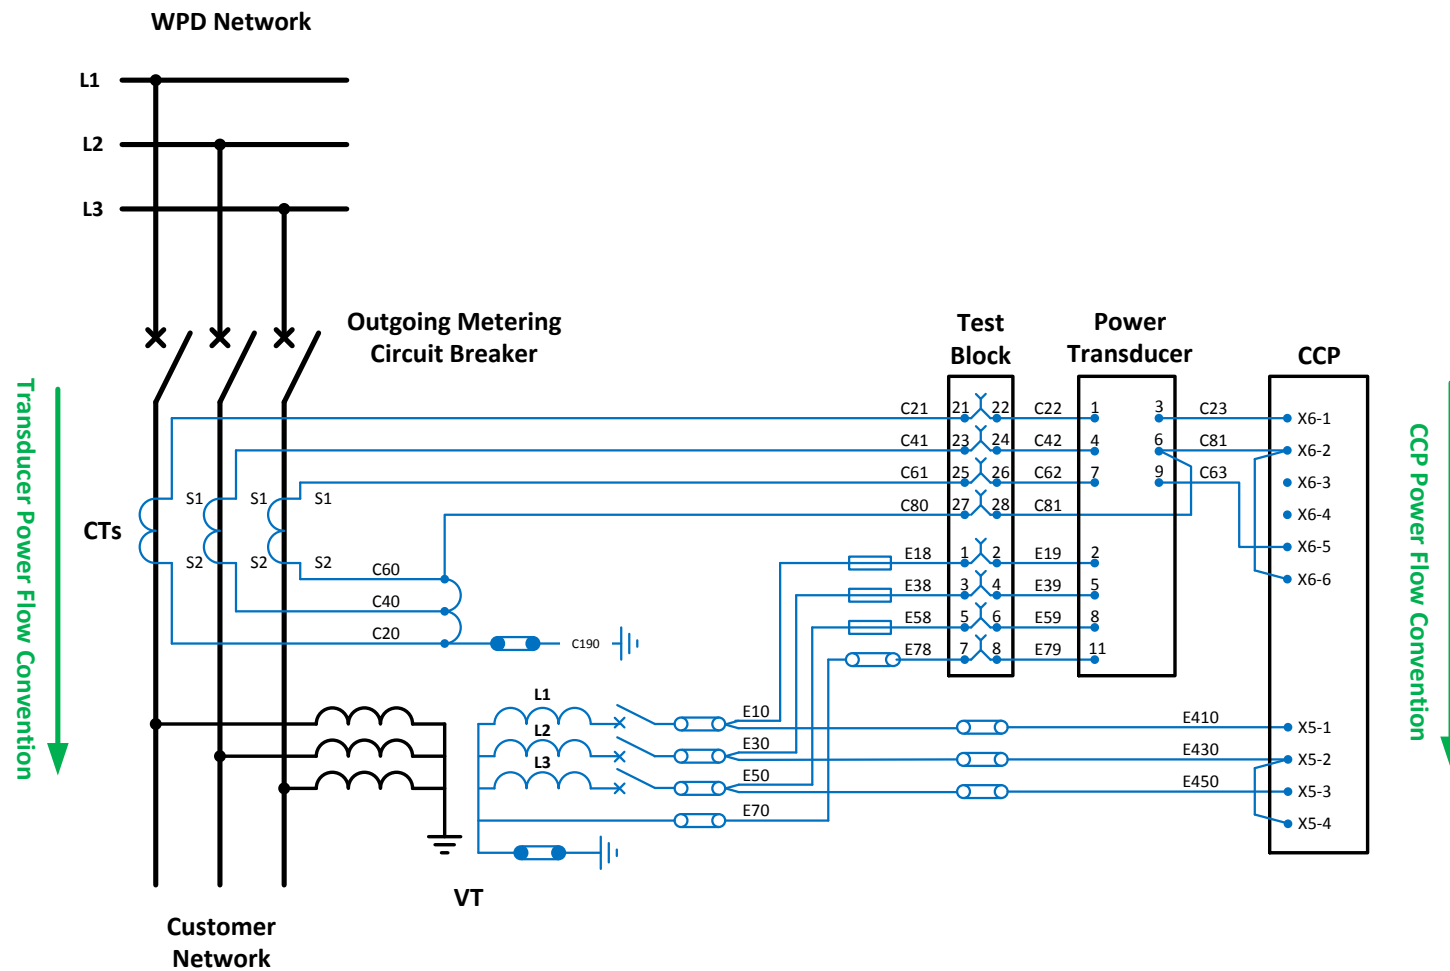 WPD Network
L1
L2
L3
Outgoing Metering
Circuit Breaker
Test
Block
Power
Transducer
CCP
Transducer Power Flow Convention
CCP Power Flow Convention
C21 21 22 C22 1 3 C23 X6-1
C41 23 24 C42 4 6 C81 X6-2
C61 25 26 C62 7 9 C63 X6-3
C80 27 28 C81 X6-4
X6-5
X6-6
S1 S1 S1
CTs
S2 S2 S2
C60
C40
C20
C190
E18 1 2 E19 2
E38 3 4 E39 5
E58 5 6 E59 8
E78 7 8 E79 11
L1
L2
L3
E10
E30
E50
E70
E410 X5-1
E430 X5-2
E450 X5-3
X5-4
VT
Customer
Network